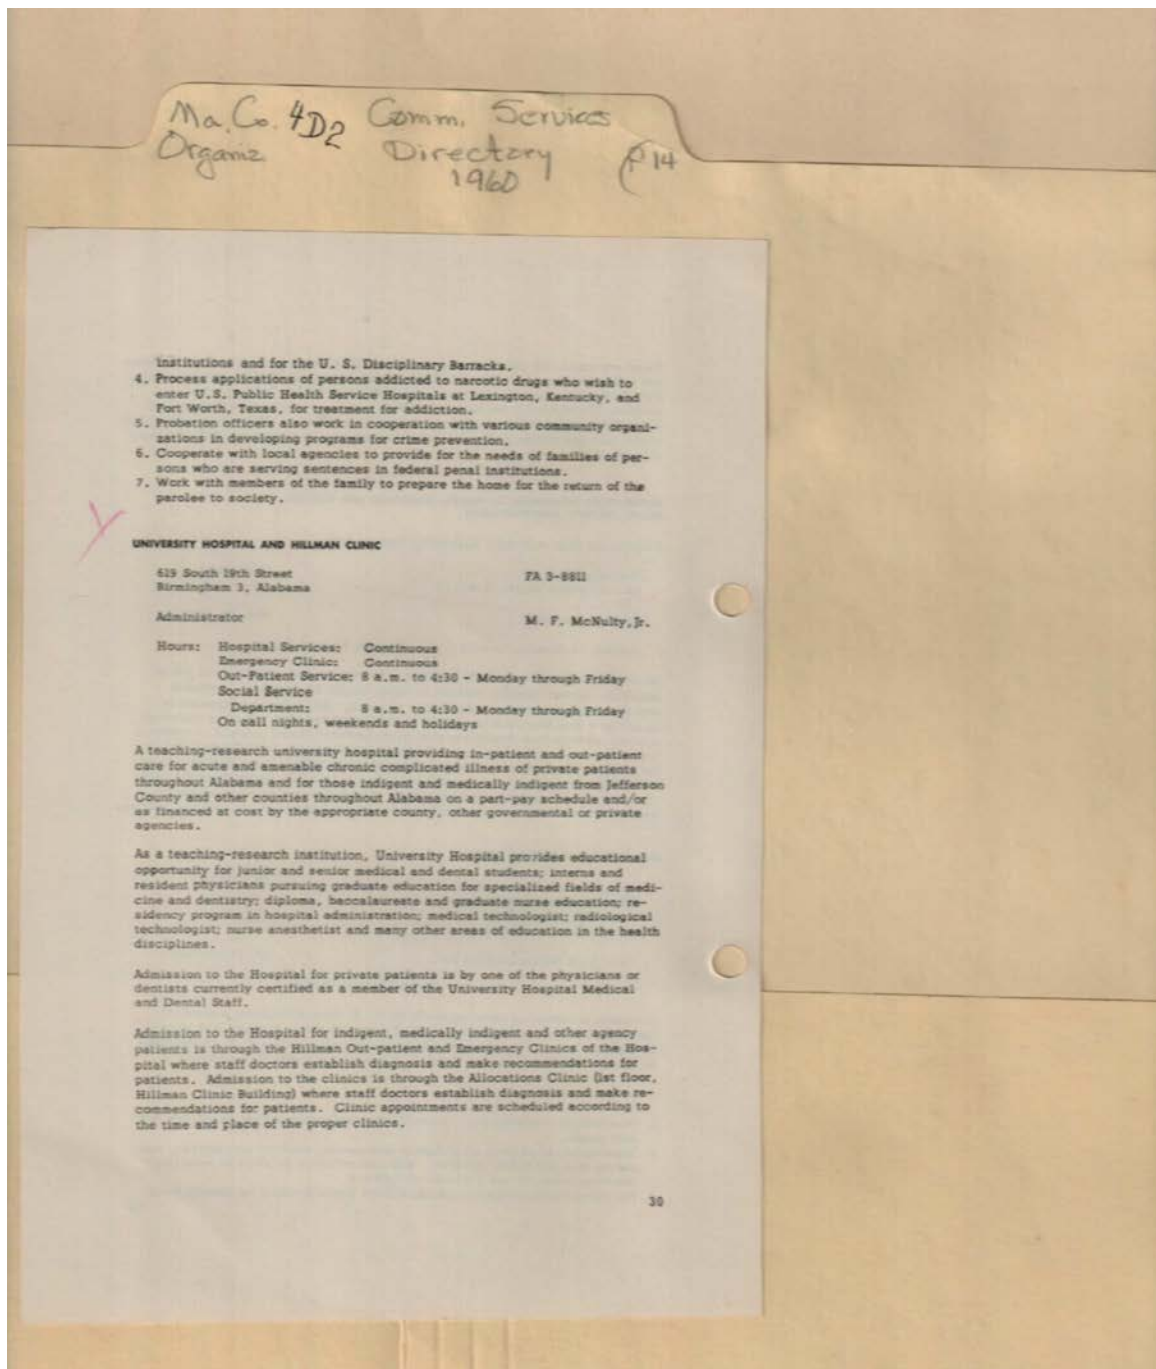 Ma. Co. 4D2 Comm. Services
Organiz Directory (P 14
1960
institutions and for the U. S. Disciplinary Barracks.
4. Process applications of persons addicted to narcotic drugs who wish to
enter U.S. Public Health Service Hospitals at Lexington, Kentucky, and
Fort Worth, Texas, for treatment for addiction.
5. Probation officers also work in cooperation with various community organi-
zations in developing programs for crime prevention.
6. Cooperate with local agencies to provide for the needs of families of per-
sons who are serving sentences in federal penal institutions.
7. Work with members of the family to prepare the home for the return of the
parolee to society.
UNIVERSITY HOSPITAL AND HILLMAN CLINIC
619 South 19th Street FA 3-8811
Birmingham 3, Alabama
Administrator M. F. McNulty, Jr.
Hours: Hospital Services: Continuous
Emergency Clinic: Continuous
Out-Patient Service: 8 a.m. to 4:30 - Monday through Friday
Social Service
Department: 8 a.m. to 4:30 - Monday through Friday
On call nights, weekends and holidays
A teaching-research university hospital providing in-patient and out-patient
care for acute and amenable chronic complicated illness of private patients
throughout Alabama and for those indigent and medically indigent from Jefferson
County and other counties throughout Alabama on a part-pay schedule and/or
as financed at cost by the appropriate county, other governmental or private
agencies.
As a teaching-research institution, University Hospital provides educational
opportunity for junior and senior medical and dental students; interns and
resident physicians pursuing graduate education for specialized fields of medi-
cine and dentistry; diploma, baccalaureate and graduate nurse education; re-
sidency program in hospital administration; medical technologist; radiological
technologist; nurse anesthetist and many other areas of education in the health
disciplines.
Admission to the Hospital for private patients is by one of the physicians or
dentists currently certified as a member of the University Hospital Medical
and Dental Staff.
Admission to the Hospital for indigent, medically indigent and other agency
patients is through the Hillman Out-patient and Emergency Clinics of the Hos-
pital where staff doctors establish diagnosis and make recommendations for
patients. Admission to the clinics is through the Allocations Clinic (1st floor,
Hillman Clinic Building) where staff doctors establish diagnosis and make re-
commendations for patients. Clinic appointments are scheduled according to
the time and place of the proper clinics.
30